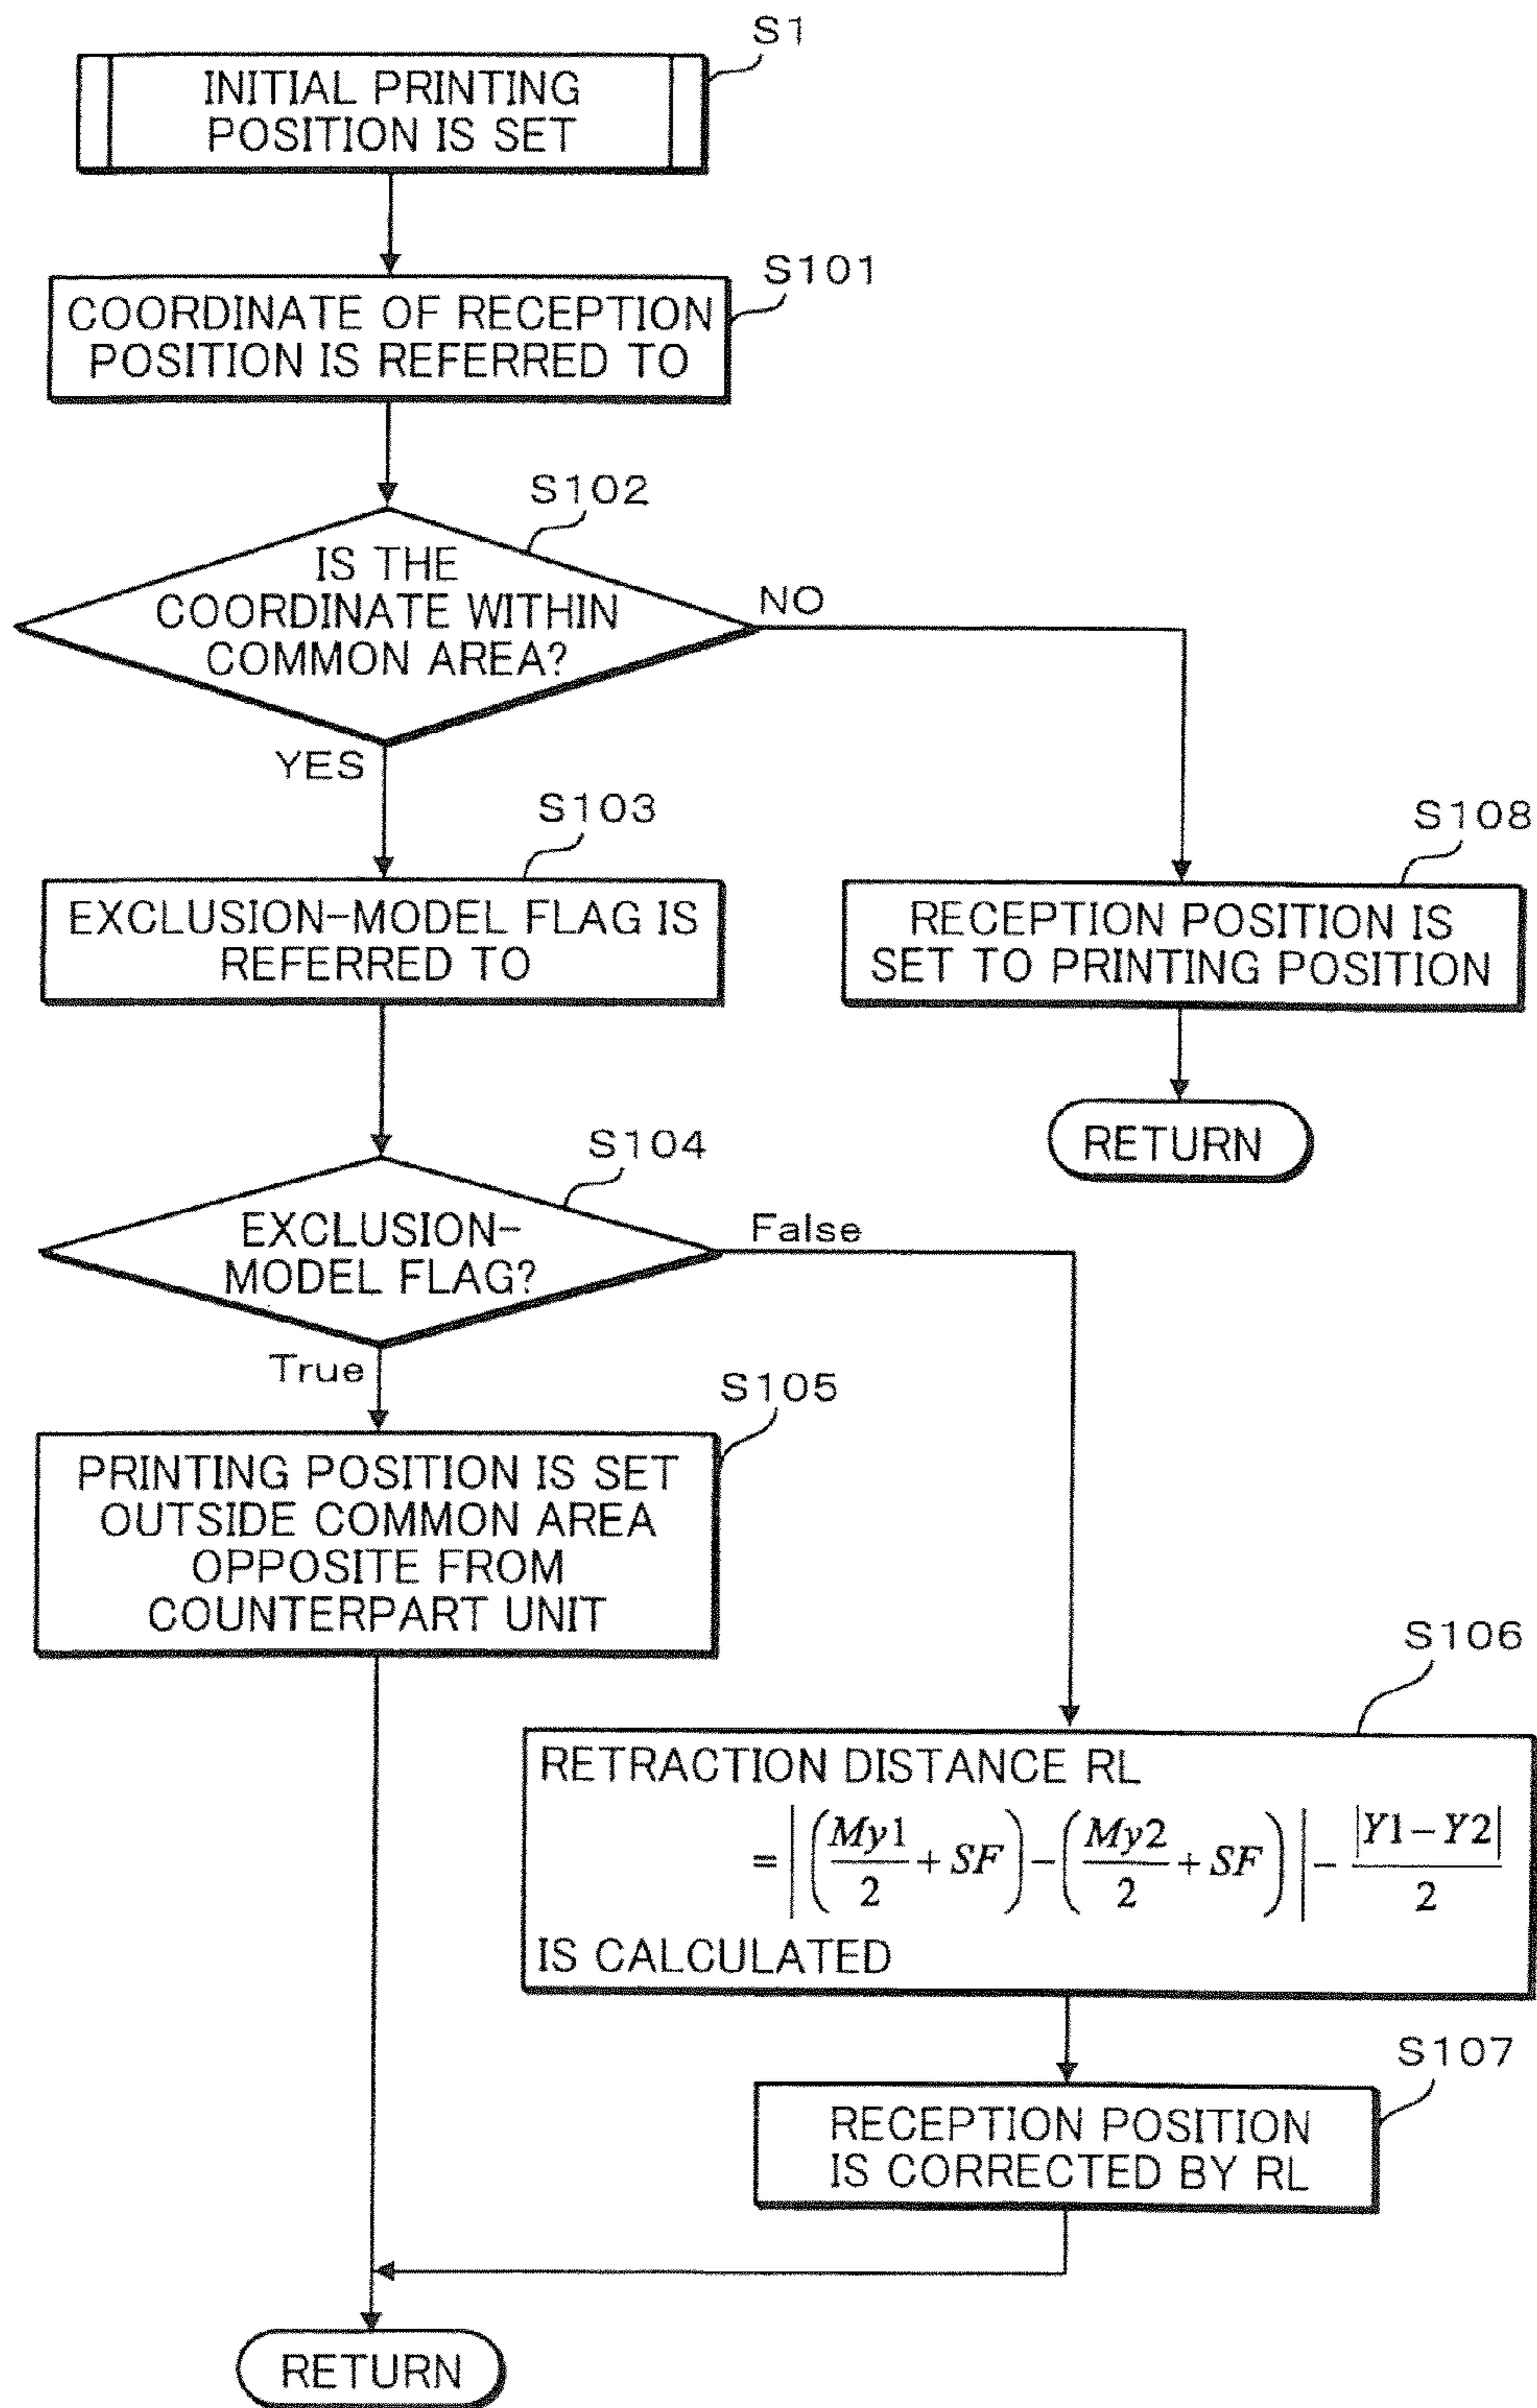 S1
INITIAL PRINTING
POSITION IS SET
S101
COORDINATE OF RECEPTION
POSITION IS REFERRED TO
S102
IS THE
COORDINATE WITHIN
COMMON AREA?
NO
YES
S103
EXCLUSION-MODEL FLAG IS
REFERRED TO
S108
RECEPTION POSITION IS
SET TO PRINTING POSITION
RETURN
S104
EXCLUSION-
MODEL FLAG?
False
True
S105
PRINTING POSITION IS SET
OUTSIDE COMMON AREA
OPPOSITE FROM
COUNTERPART UNIT
S106
RETRACTION DISTANCE RL
= | ( My1/2 + SF ) − ( My2/2 + SF ) | − |Y1−Y2|/2
IS CALCULATED
S107
RECEPTION POSITION
IS CORRECTED BY RL
RETURN